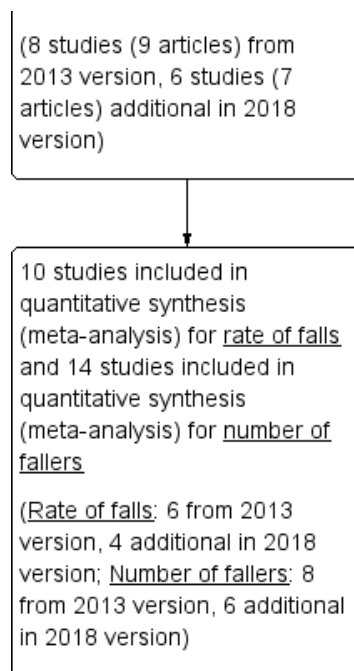 (8 studies (9 articles) from
2013 version, 6 studies (7
articles) additional in 2018
version)
10 studies included in
quantitative synthesis
(meta-analysis) for rate of falls
and 14 studies included in
quantitative synthesis
(meta-analysis) for number of
fallers
(Rate of falls: 6 from 2013
version, 4 additional in 2018
version; Number of fallers: 8
from 2013 version, 6 additional
in 2018 version)